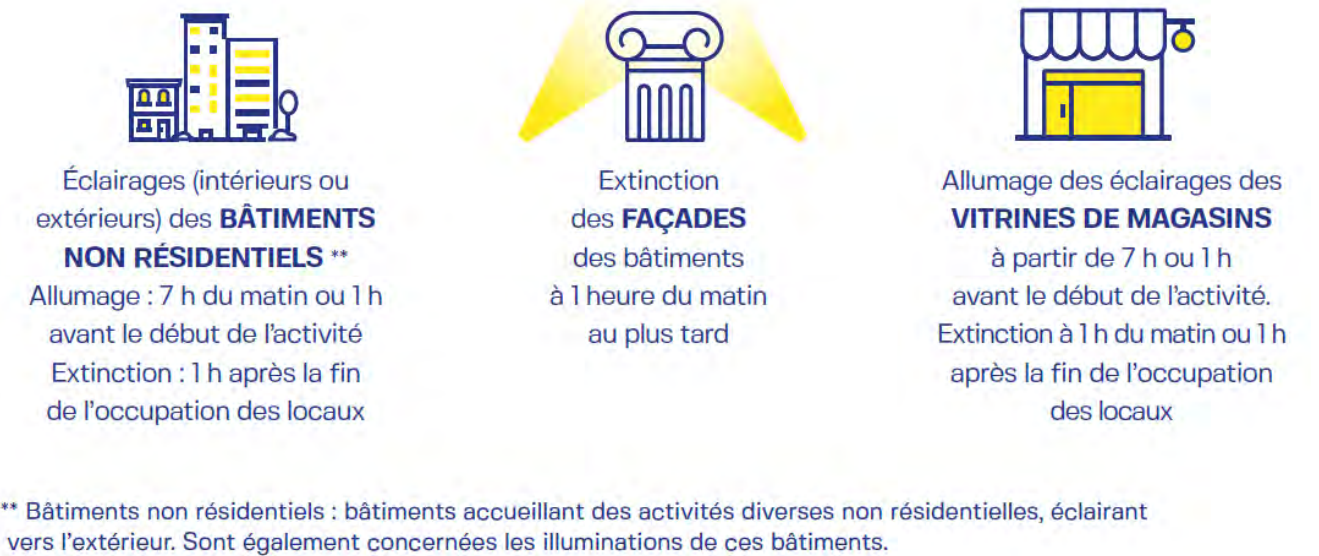 Éclairages (intérieurs ou
extérieurs) des BÂTIMENTS
NON RÉSIDENTIELS **
Allumage : 7 h du matin ou 1 h
avant le début de l’activité
Extinction : 1 h après la fin
de l’occupation des locaux
Extinction
des FAÇADES
des bâtiments
à 1 heure du matin
au plus tard
Allumage des éclairages des
VITRINES DE MAGASINS
à partir de 7 h ou 1 h
avant le début de l’activité.
Extinction à 1 h du matin ou 1 h
après la fin de l’occupation
des locaux
** Bâtiments non résidentiels : bâtiments accueillant des activités diverses non résidentielles, éclairant
vers l’extérieur. Sont également concernées les illuminations de ces bâtiments.